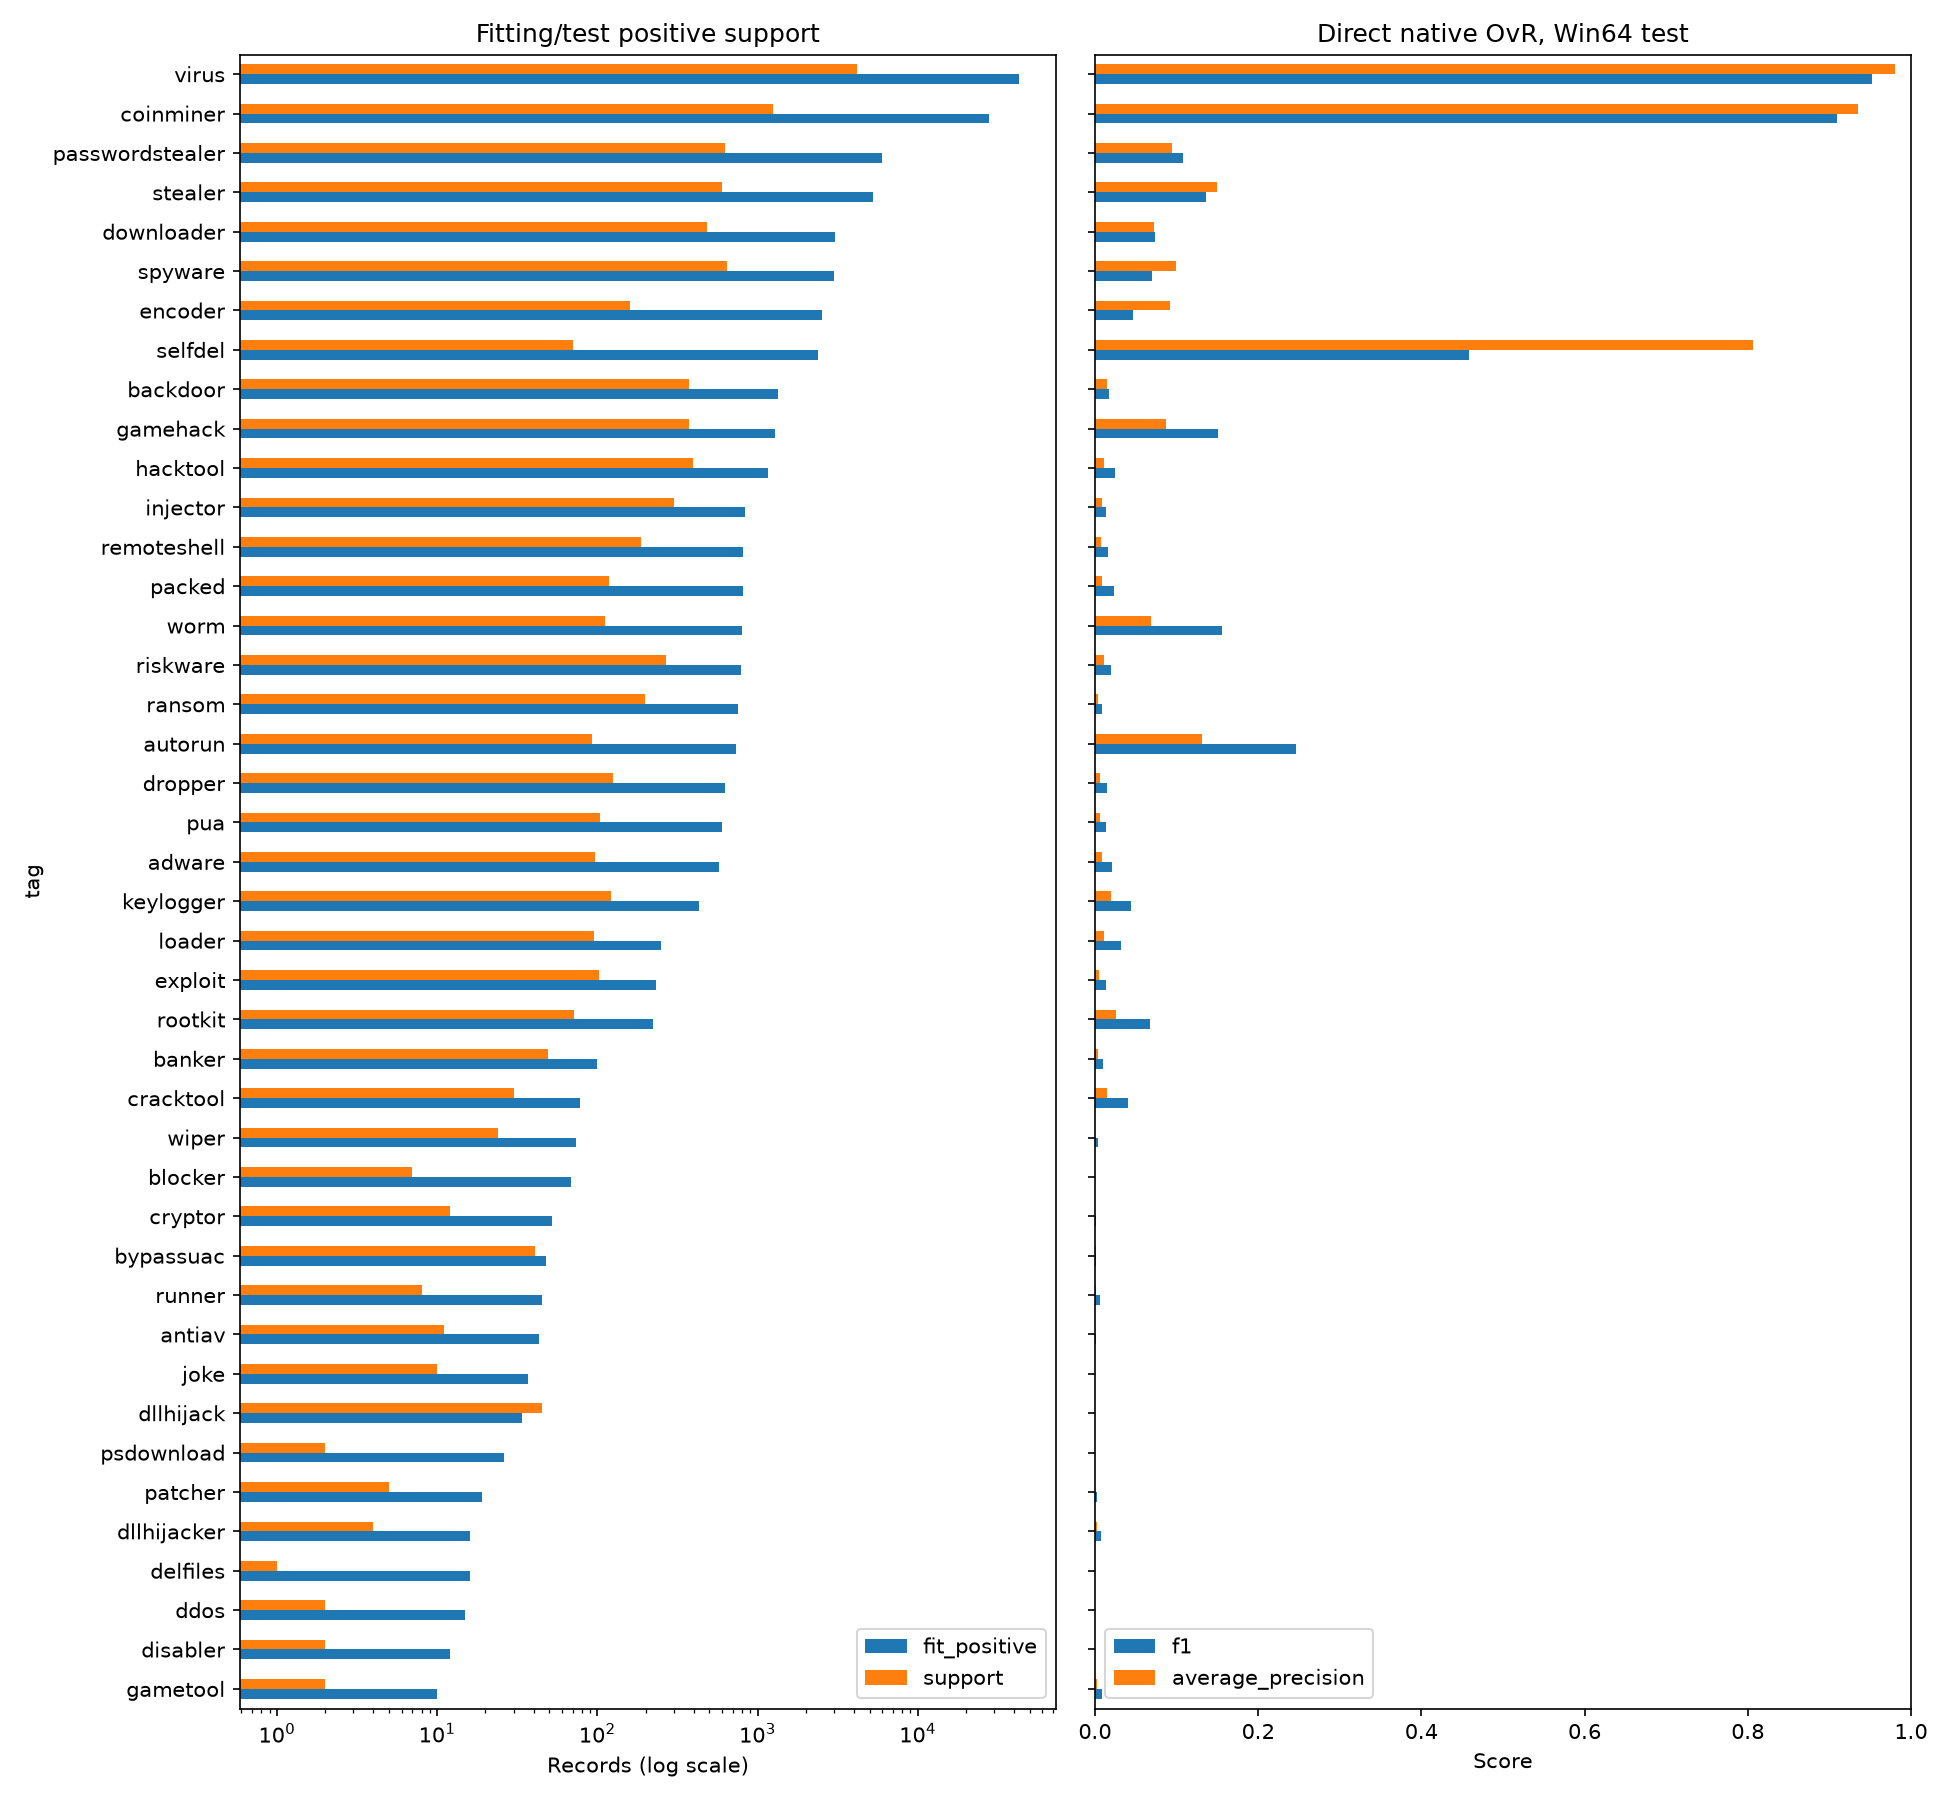 Fitting/test positive support
Direct native OvR, Win64 test
tag
virus
coinminer
passwordstealer
stealer
downloader
spyware
encoder
selfdel
backdoor
gamehack
hacktool
injector
remoteshell
packed
worm
riskware
ransom
autorun
dropper
pua
adware
keylogger
loader
exploit
rootkit
banker
cracktool
wiper
blocker
cryptor
bypassuac
runner
antiav
joke
dllhijack
psdownload
patcher
dllhijacker
delfiles
ddos
disabler
gametool
fit_positive
support
f1
average_precision
10⁰ 10¹ 10² 10³ 10⁴
Records (log scale)
0.0 0.2 0.4 0.6 0.8 1.0
Score